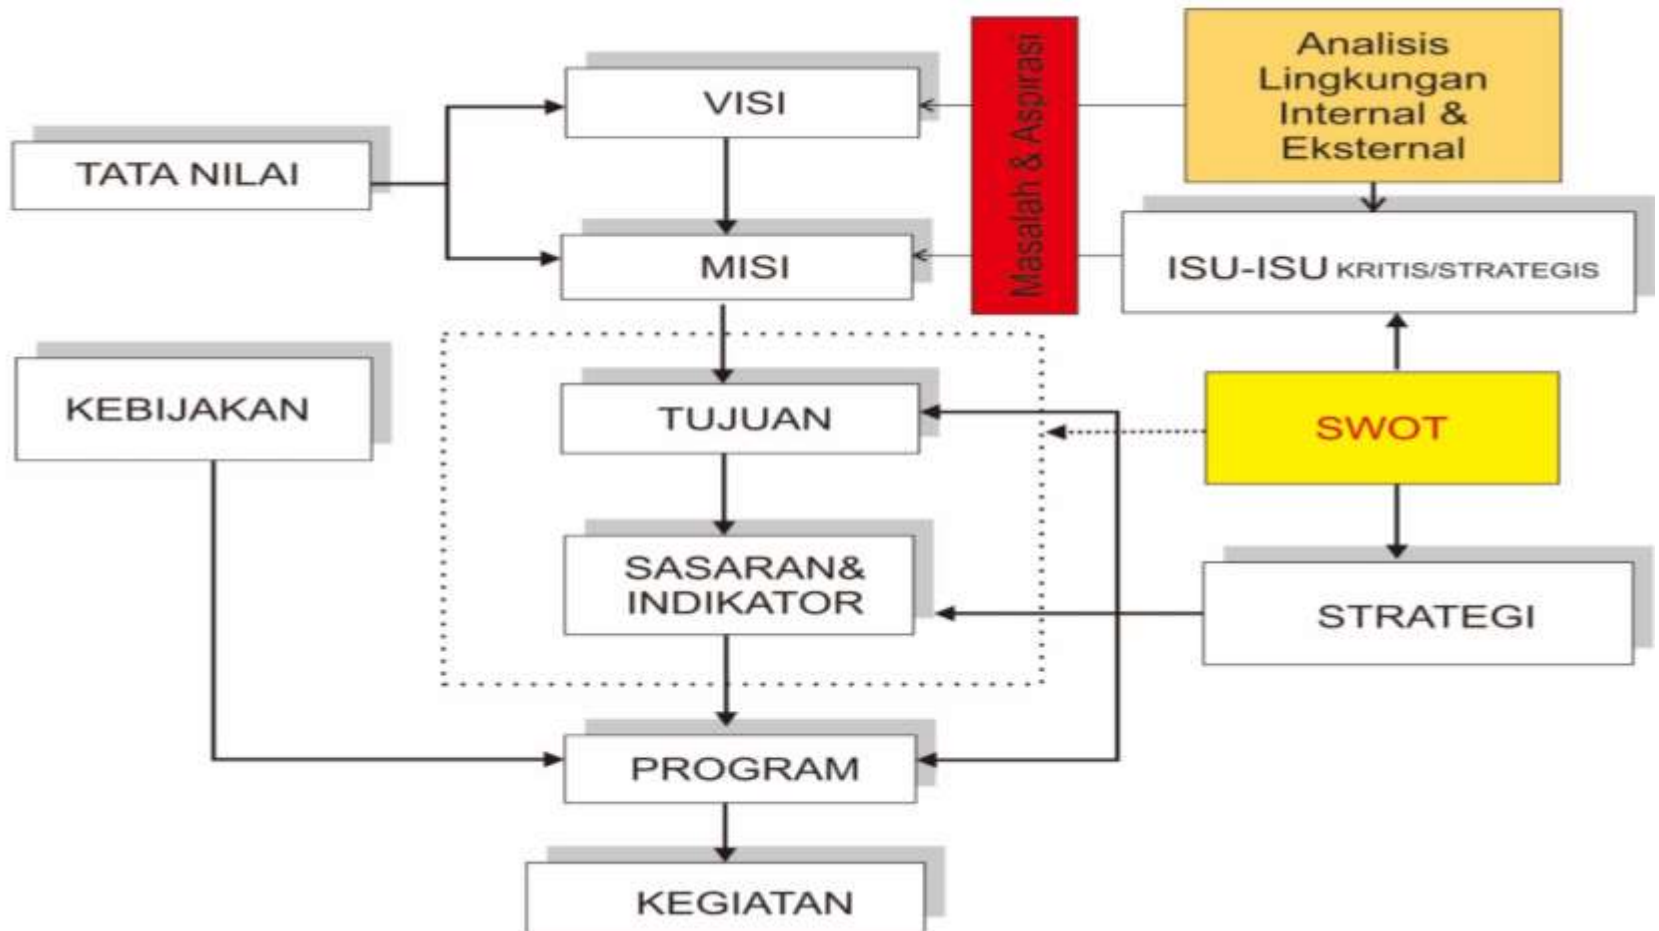 VISI
Masalah & Aspirasi
Analisis
Lingkungan
Internal &
Eksternal
TATA NILAI
MISI
ISU-ISU KRITIS/STRATEGIS
KEBIJAKAN
TUJUAN
SWOT
SASARAN&
INDIKATOR
STRATEGI
PROGRAM
KEGIATAN